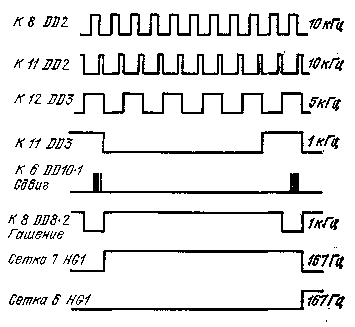 К 8 DD2 10 кГц
К 11 DD2 10 кГц
К 12 DD3 5 кГц
К 11 DD3 1 кГц
К 6 DD10·1
Сдвиг
К 8 DD8·2 1 кГц
Гашение
Сетка 7 HG1 167 Гц
Сетка 6 HG1 167 Гц